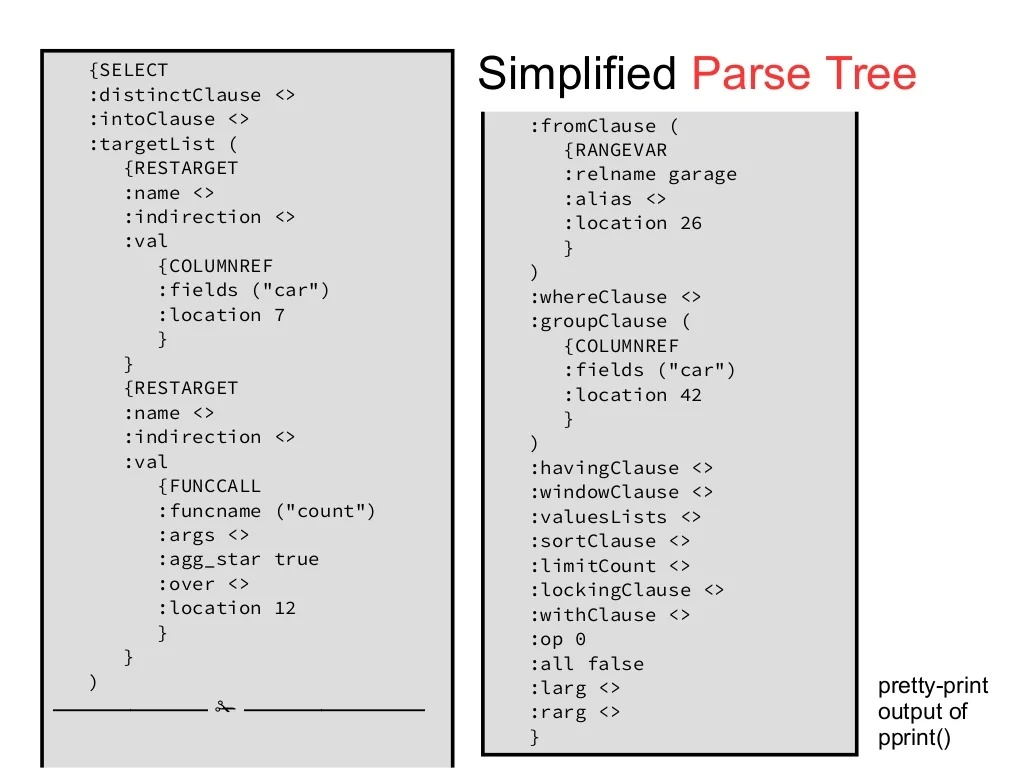 Simplified Parse Tree
{SELECT
:distinctClause <>
:intoClause <>
:targetList (
{RESTARGET
:name <>
:indirection <>
:val
{COLUMNREF
:fields ("car")
:location 7
}
}
{RESTARGET
:name <>
:indirection <>
:val
{FUNCCALL
:funcname ("count")
:args <>
:agg_star true
:over <>
:location 12
}
}
)
:fromClause (
{RANGEVAR
:relname garage
:alias <>
:location 26
}
)
:whereClause <>
:groupClause (
{COLUMNREF
:fields ("car")
:location 42
}
)
:havingClause <>
:windowClause <>
:valuesLists <>
:sortClause <>
:limitCount <>
:lockingClause <>
:withClause <>
:op 0
:all false
:larg <>
:rarg <>
}
pretty-print
output of
pprint()